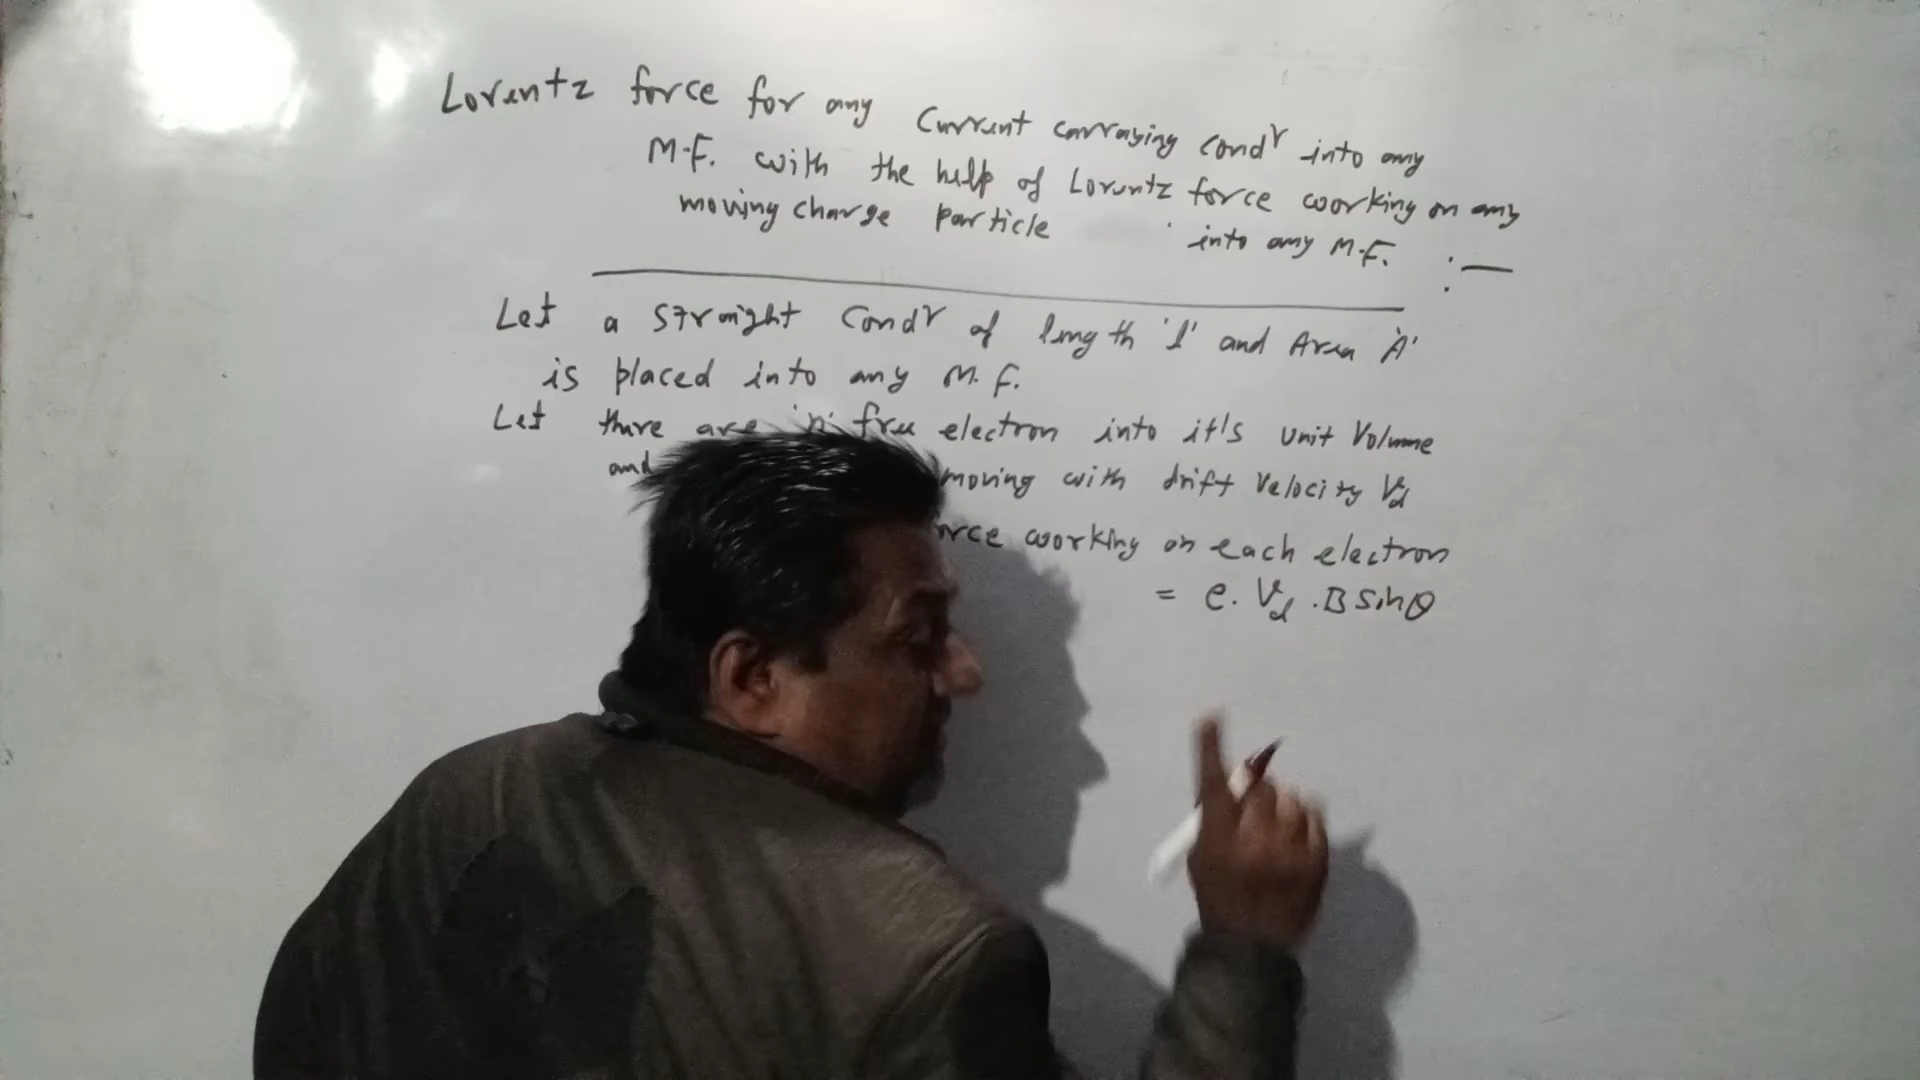 Lorentz force for any Current carraying condr into any
M.F. with the help of Lorentz force working on any
moving charge particle into any M.F. :—
Let a straight Condr of length 'l' and Area 'A'
is placed into any M.F.
Let there are 'n' free electron into it's unit Volume
and moving with drift Velocity Vd
working on each electron
= e. Vd .B Sinθ